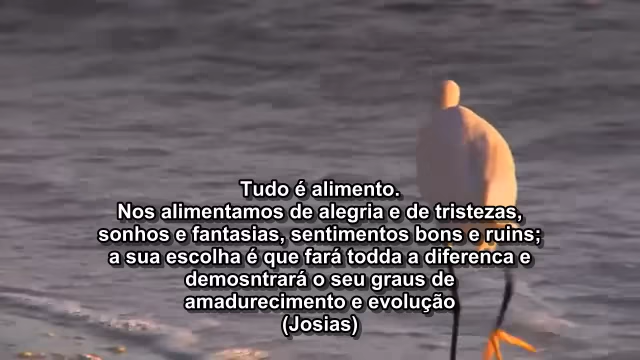 Tudo é alimento.
Nos alimentamos de alegria e de tristezas,
sonhos e fantasias, sentimentos bons e ruins;
a sua escolha é que fará todda a diferenca e
demosntrará o seu graus de
amadurecimento e evolução
(Josias)